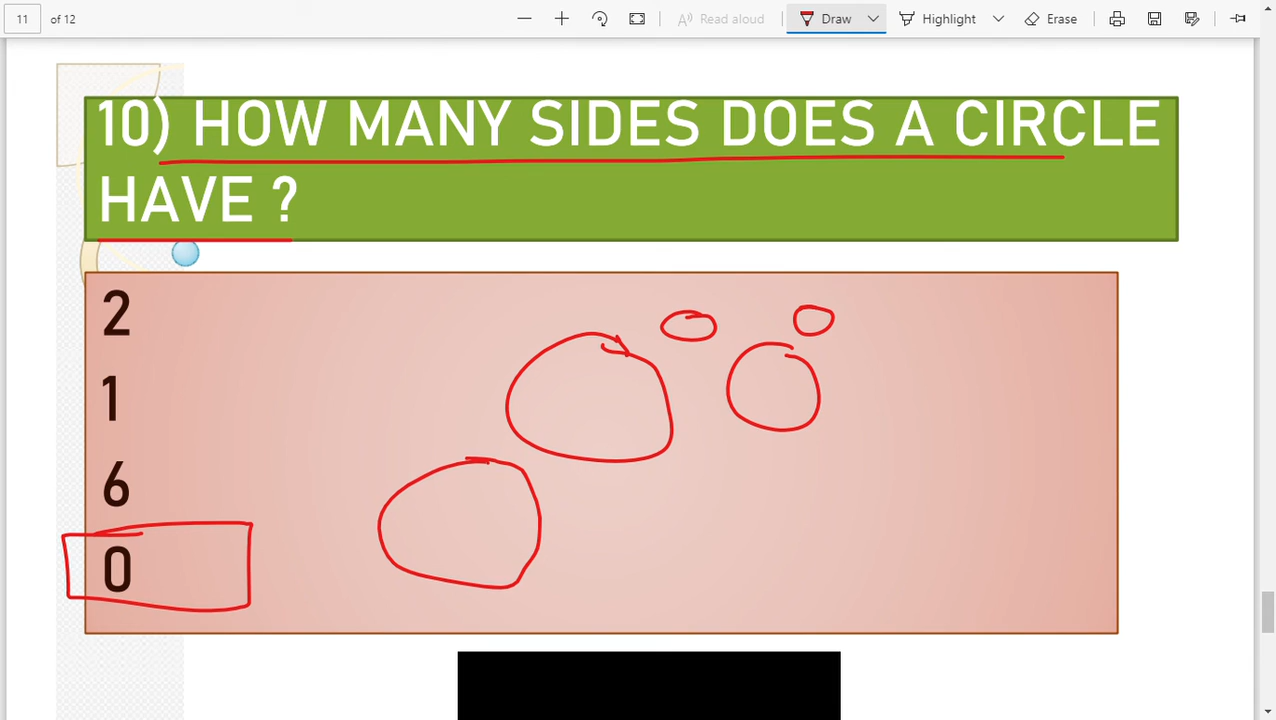 11 of 12 Read aloud Draw Highlight Erase
10) HOW MANY SIDES DOES A CIRCLE
HAVE ?
2
1
6
0